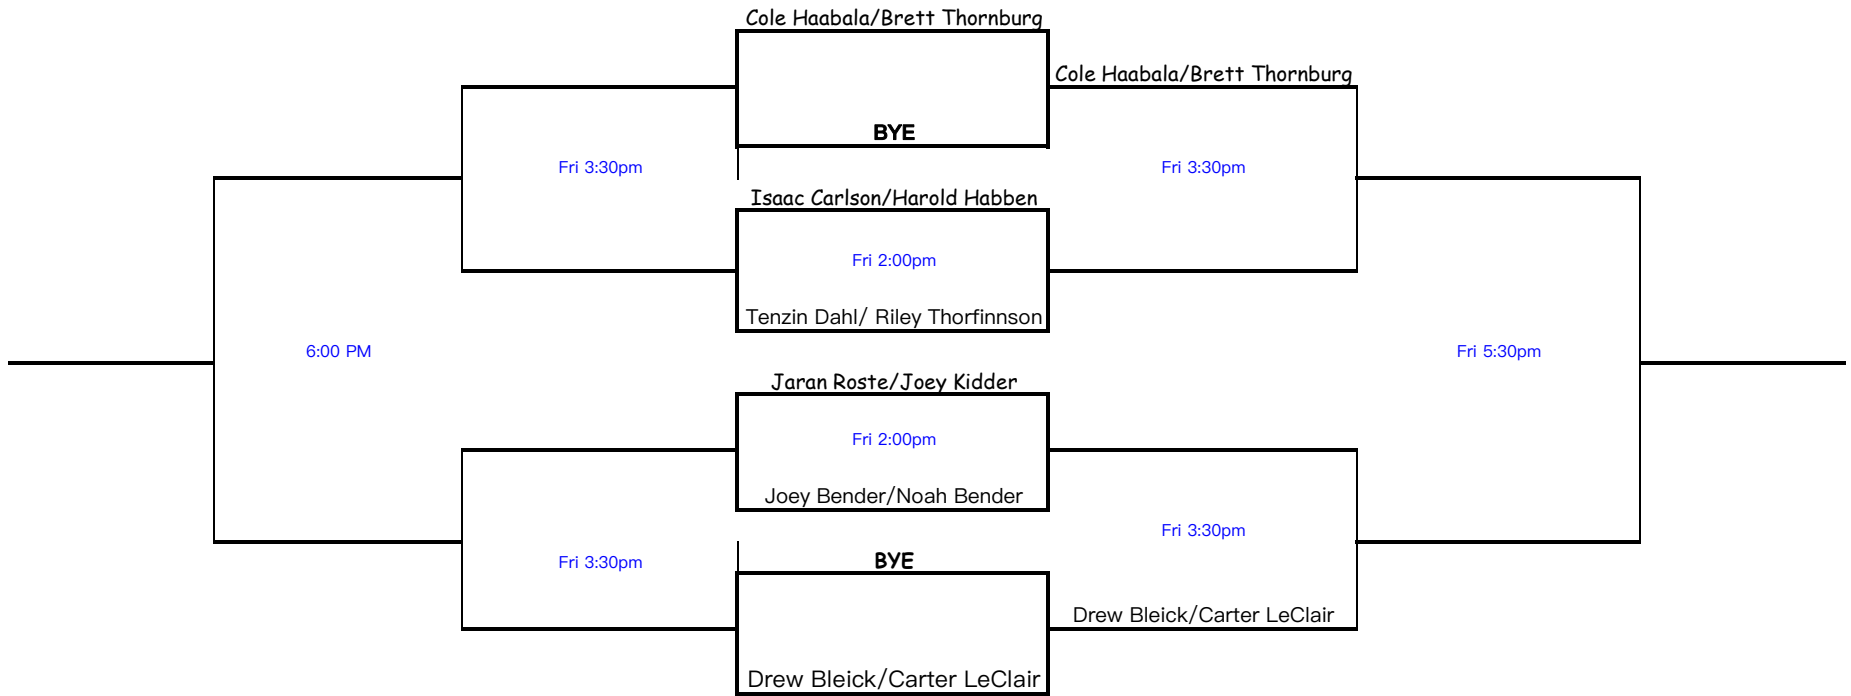 Cole Haabala/Brett Thornburg
Cole Haabala/Brett Thornburg
BYE
Fri 3:30pm
Fri 3:30pm
Isaac Carlson/Harold Habben
Fri 2:00pm
Tenzin Dahl/ Riley Thorfinnson
6:00 PM
Fri 5:30pm
Jaran Roste/Joey Kidder
Fri 2:00pm
Joey Bender/Noah Bender
Fri 3:30pm
BYE
Fri 3:30pm
Drew Bleick/Carter LeClair
Drew Bleick/Carter LeClair